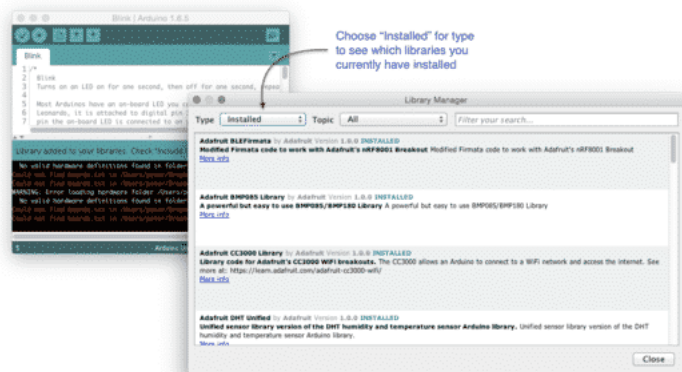 Blink | Arduino 1.6.5
Choose "Installed" for type
to see which libraries you
currently have installed
Blink
1 /*
2 Blink
3 Turns on an LED on for one second, then off for one second, repea
4
5 Most Arduinos have an on-board LED you c
6 Leonardo, it is attached to digital pin
7 pin the on-board LED is connected to on
Library added to your libraries. Check "Include
No valid hardware definitions found in folder
Could not find boards.txt in /Users/
WARNING: Error loading hardware folder /Users/
No valid hardware definitions found in folder
Could not find boards.txt in /Users/
Could not find boards.txt in /Users/
5
Arduino
Library Manager
Type Installed Topic All Filter your search...
Adafruit BLEFirmata by Adafruit Version 1.0.0 INSTALLED
Modified Firmata code to work with Adafruit's nRF8001 Breakout Modified Firmata code to work with Adafruit's nRF8001 Breakout
More info
Adafruit BMP085 Library by Adafruit Version 1.0.0 INSTALLED
A powerful but easy to use BMP085/BMP180 Library A powerful but easy to use BMP085/BMP180 Library
More info
Adafruit CC3000 Library by Adafruit Version 1.0.0 INSTALLED
Library code for Adafruit's CC3000 WiFi breakouts. The CC3000 allows an Arduino to connect to a WiFi network and access the internet. See
more at: https://learn.adafruit.com/adafruit-cc3000-wifi/
More info
Adafruit DHT Unified by Adafruit Version 1.0.0 INSTALLED
Unified sensor library version of the DHT humidity and temperature sensor Arduino library. Unified sensor library version of the DHT
humidity and temperature sensor Arduino library.
More info
Close